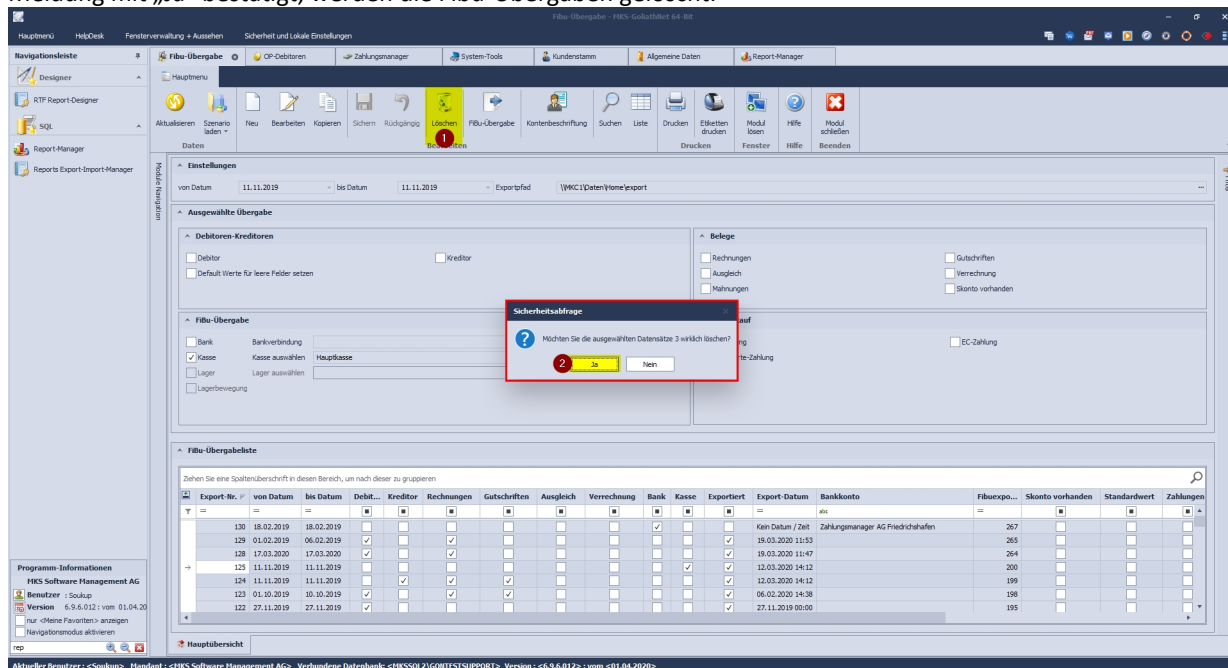 Meldung mit „Ja“ bestätigt, werden die Fibu-Übergaben gelöscht.
Fibu-Übergabe - MKS-Goliath.Net 64-Bit
Hauptmenü HelpDesk Fensterverwaltung + Aussehen Sicherheit und Lokale Einstellungen
Navigationsleiste
Designer
RTF Report-Designer
SQL
Report-Manager
Reports Export-Import-Manager
Fibu-Übergabe OP-Debitoren Zahlungsmanager System-Tools Kundenstamm Allgemeine Daten Report-Manager
Hauptmenu
Aktualisieren Szenario laden Neu Bearbeiten Kopieren Sichern Rückgängig Löschen FiBu-Übergabe Kontenbeschriftung Suchen Liste Drucken Etiketten drucken Modul lösen Hilfe Modul schließen
1
Daten Bearbeiten Drucken Fenster Hilfe Beenden
Module Navigation
Einstellungen
von Datum 11.11.2019 bis Datum 11.11.2019 Exportpfad \\MKC1\Daten\Home\export ...
Ausgewählte Übergabe
Debitoren-Kreditoren
Debitor Kreditor
Default Werte für leere Felder setzen
Belege
Rechnungen Gutschriften
Ausgleich Verrechnung
Mahnungen Skonto vorhanden
FiBu-Übergabe
Bank Bankverbindung
Kasse Kasse auswählen Hauptkasse
Lager Lager auswählen
Lagerbewegung
EC-Zahlung
Sicherheitsabfrage
Möchten Sie die ausgewählten Datensätze 3 wirklich löschen?
2 Ja Nein
FiBu-Übergabeliste
Ziehen Sie eine Spaltenüberschrift in diesen Bereich, um nach dieser zu gruppieren
Export-Nr. von Datum bis Datum Debit... Kreditor Rechnungen Gutschriften Ausgleich Verrechnung Bank Kasse Exportiert Export-Datum Bankkonto Fibuexpo... Skonto vorhanden Standardwert Zahlungen
= = = = abc =
130 18.02.2019 18.02.2019 Kein Datum / Zeit Zahlungsmanager AG Friedrichshafen 267
129 01.02.2019 06.02.2019 19.03.2020 11:53 265
128 17.03.2020 17.03.2020 19.03.2020 11:47 264
125 11.11.2019 11.11.2019 12.03.2020 14:12 200
124 11.11.2019 11.11.2019 12.03.2020 14:12 199
123 01.10.2019 10.10.2019 06.02.2020 14:38 198
122 27.11.2019 27.11.2019 27.11.2019 00:00 195
Hauptübersicht
Programm-Informationen
MKS Software Management AG
Benutzer : Soukup
Version 6.9.6.012 : vom 01.04.20
nur <Meine Favoriten> anzeigen
Navigationsmodus aktivieren
rep
Aktueller Benutzer : <Soukup> Mandant : <MKS Software Management AG> Verbundene Datenbank: <MKSSQL2\GONTESTSUPPORT> Version : <6.9.6.012> : vom <01.04.2020>